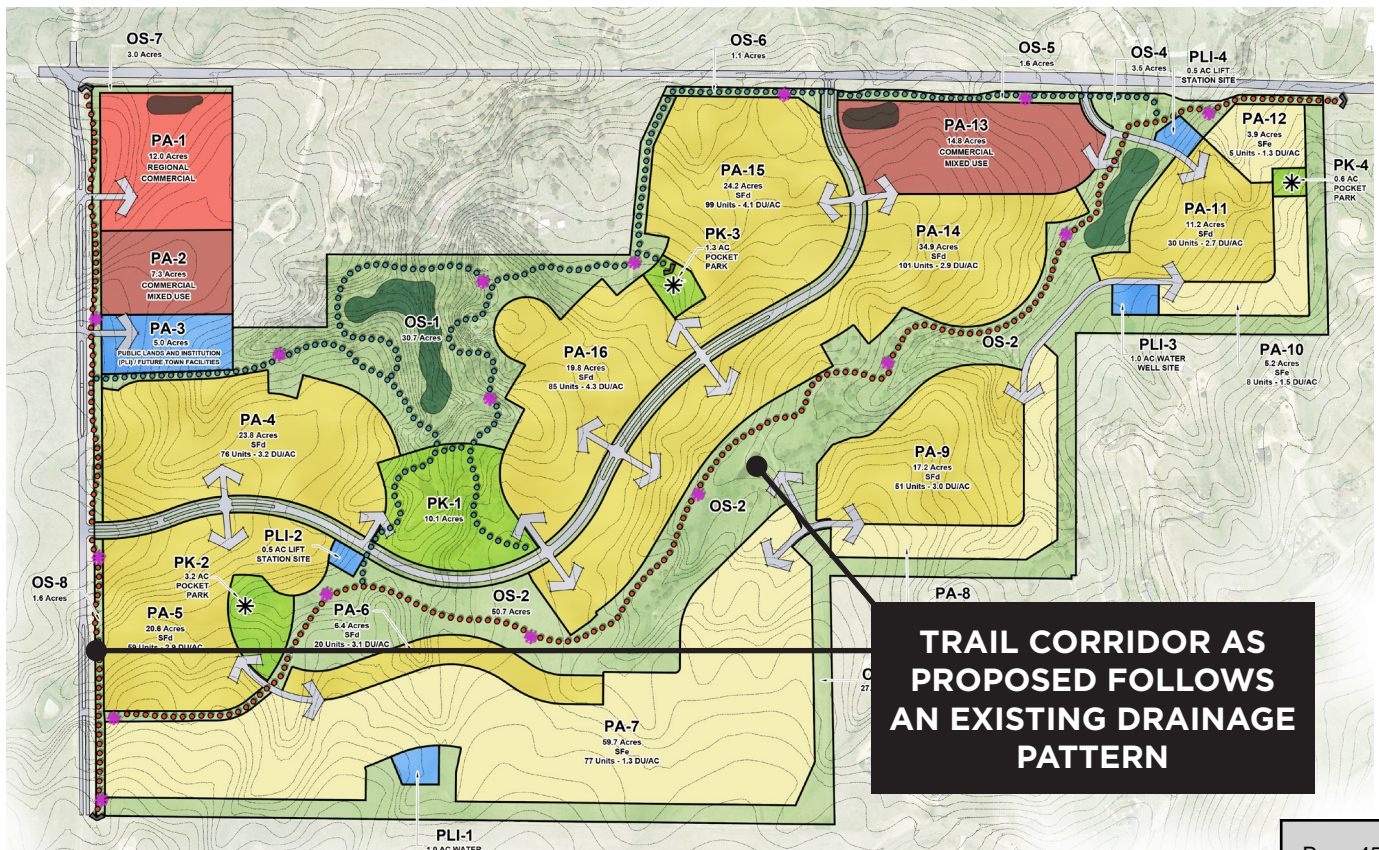 OS-7
3.0 Acres
OS-6
1.1 Acres
OS-5
1.6 Acres
OS-4
3.5 Acres
PLI-4
0.5 AC LIFT
STATION SITE
PA-1
12.0 Acres
REGIONAL
COMMERCIAL
PA-13
14.8 Acres
COMMERCIAL
MIXED USE
PA-12
3.9 Acres
SFe
5 Units - 1.3 DU/AC
PK-4
0.6 AC
POCKET
PARK
PA-15
24.2 Acres
SFd
99 Units - 4.1 DU/AC
PA-11
11.2 Acres
SFd
30 Units - 2.7 DU/AC
PA-14
34.9 Acres
SFd
101 Units - 2.9 DU/AC
PK-3
1.3 AC
POCKET
PARK
PA-2
7.3 Acres
COMMERCIAL
MIXED USE
PA-3
5.0 Acres
PUBLIC LANDS AND INSTITUTION
(PLI) / FUTURE TOWN FACILITIES
OS-1
30.7 Acres
PA-16
19.8 Acres
SFd
85 Units - 4.3 DU/AC
OS-2
PLI-3
1.0 AC WATER
WELL SITE
PA-10
5.2 Acres
SFe
8 Units - 1.5 DU/AC
PA-4
23.8 Acres
SFd
76 Units - 3.2 DU/AC
PA-9
17.2 Acres
SFd
51 Units - 3.0 DU/AC
PK-1
10.1 Acres
OS-2
PLI-2
0.5 AC LIFT
STATION SITE
PK-2
3.2 AC
POCKET
PARK
OS-8
1.6 Acres
PA-5
20.6 Acres
SFd
59 Units - 2.9 DU/AC
PA-6
6.4 Acres
SFd
20 Units - 3.1 DU/AC
OS-2
50.7 Acres
PA-8
TRAIL CORRIDOR AS
PROPOSED FOLLOWS
AN EXISTING DRAINAGE
PATTERN
27.
PA-7
59.7 Acres
SFe
77 Units - 1.3 DU/AC
PLI-1
1.0 AC WATER